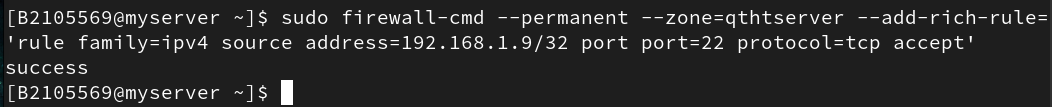 [B2105569@myserver ~]$ sudo firewall-cmd --permanent --zone=qthtserver --add-rich-rule=
'rule family=ipv4 source address=192.168.1.9/32 port port=22 protocol=tcp accept'
success
[B2105569@myserver ~]$